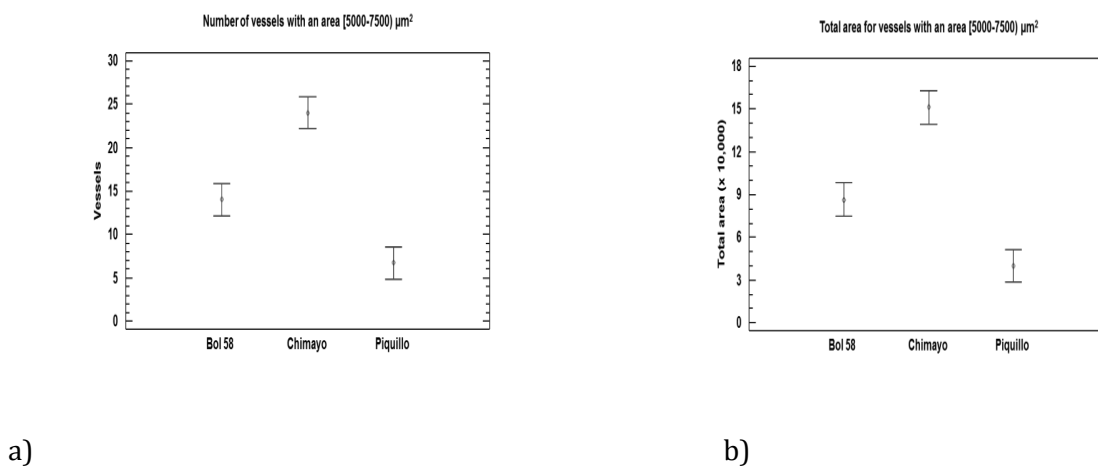 Number of vessels with an area [5000-7500) µm²
30
25
20
15
10
5
0
Vessels
Bol 58 Chimayo Piquillo
a)
Total area for vessels with an area [5000-7500) µm²
18
15
12
9
6
3
0
Total area (x 10,000)
Bol 58 Chimayo Piquillo
b)